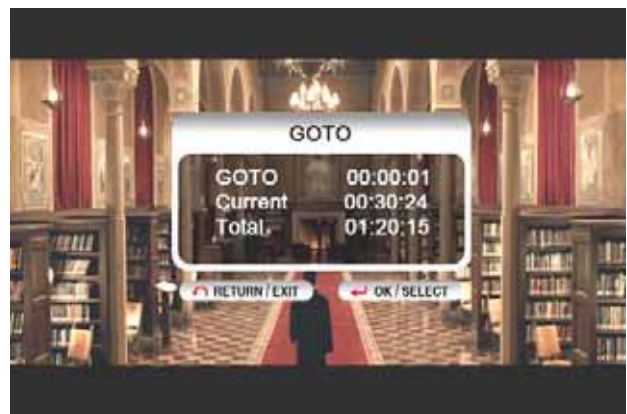 GOTO
GOTO 00:00:01
Current 00:30:24
Total 01:20:15
RETURN / EXIT OK / SELECT